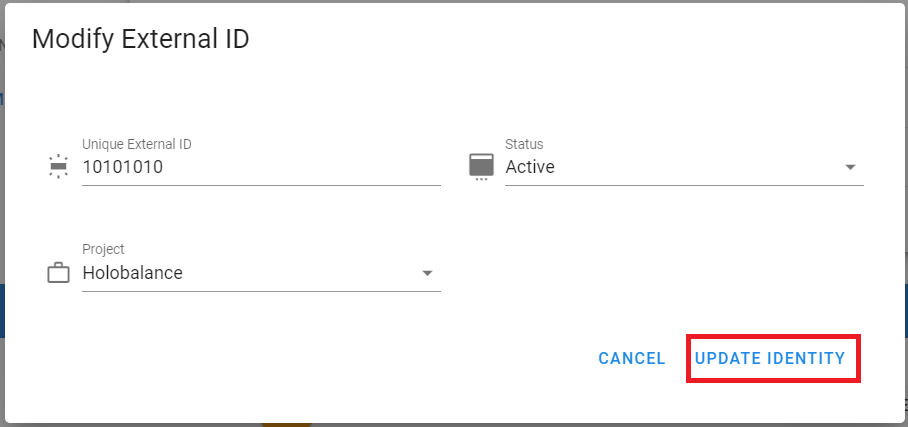 Modify External ID
Unique External ID
10101010
Status
Active
Project
Holobalance
CANCEL
UPDATE IDENTITY